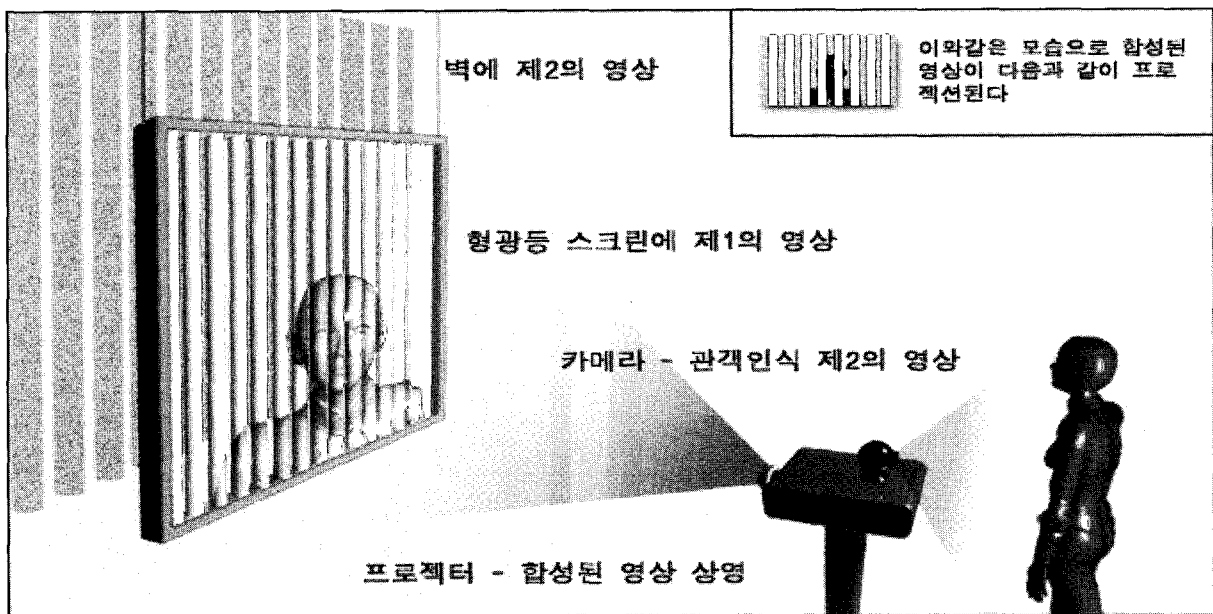 벽에 제2의 영상
이와같은 모습으로 합성된
영상이 다음과 같이 프로
젝션된다
형광등 스크린에 제1의 영상
카메라 - 관객인식 제2의 영상
프로젝터 - 합성된 영상 상영